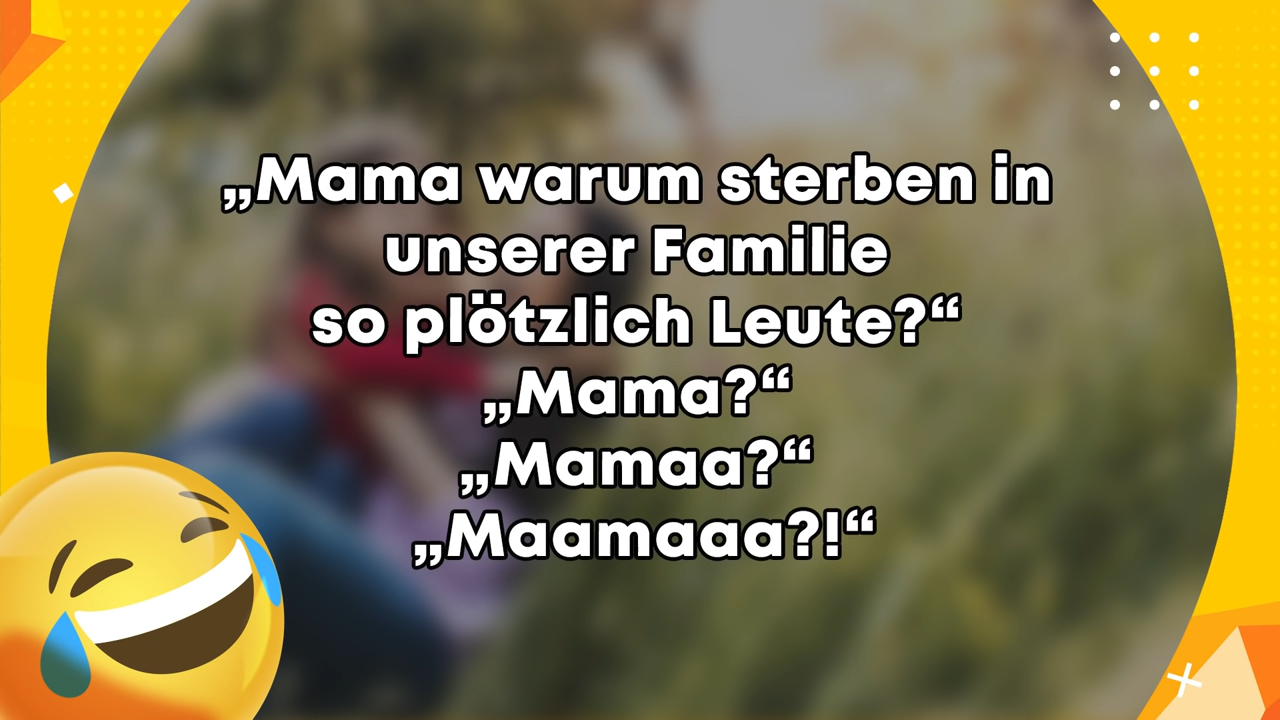 „Mama warum sterben in
unserer Familie
so plötzlich Leute?“
„Mama?“
„Mamaa?“
„Maamaaa?!“